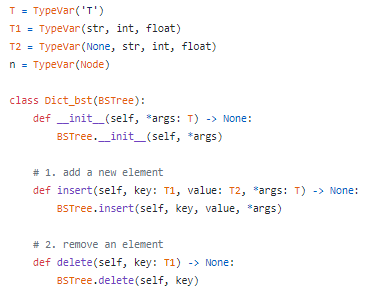 T = TypeVar('T')
T1 = TypeVar(str, int, float)
T2 = TypeVar(None, str, int, float)
n = TypeVar(Node)
class Dict_bst(BSTree):
def __init__(self, *args: T) -> None:
BSTree.__init__(self, *args)
# 1. add a new element
def insert(self, key: T1, value: T2, *args: T) -> None:
BSTree.insert(self, key, value, *args)
# 2. remove an element
def delete(self, key: T1) -> None:
BSTree.delete(self, key)